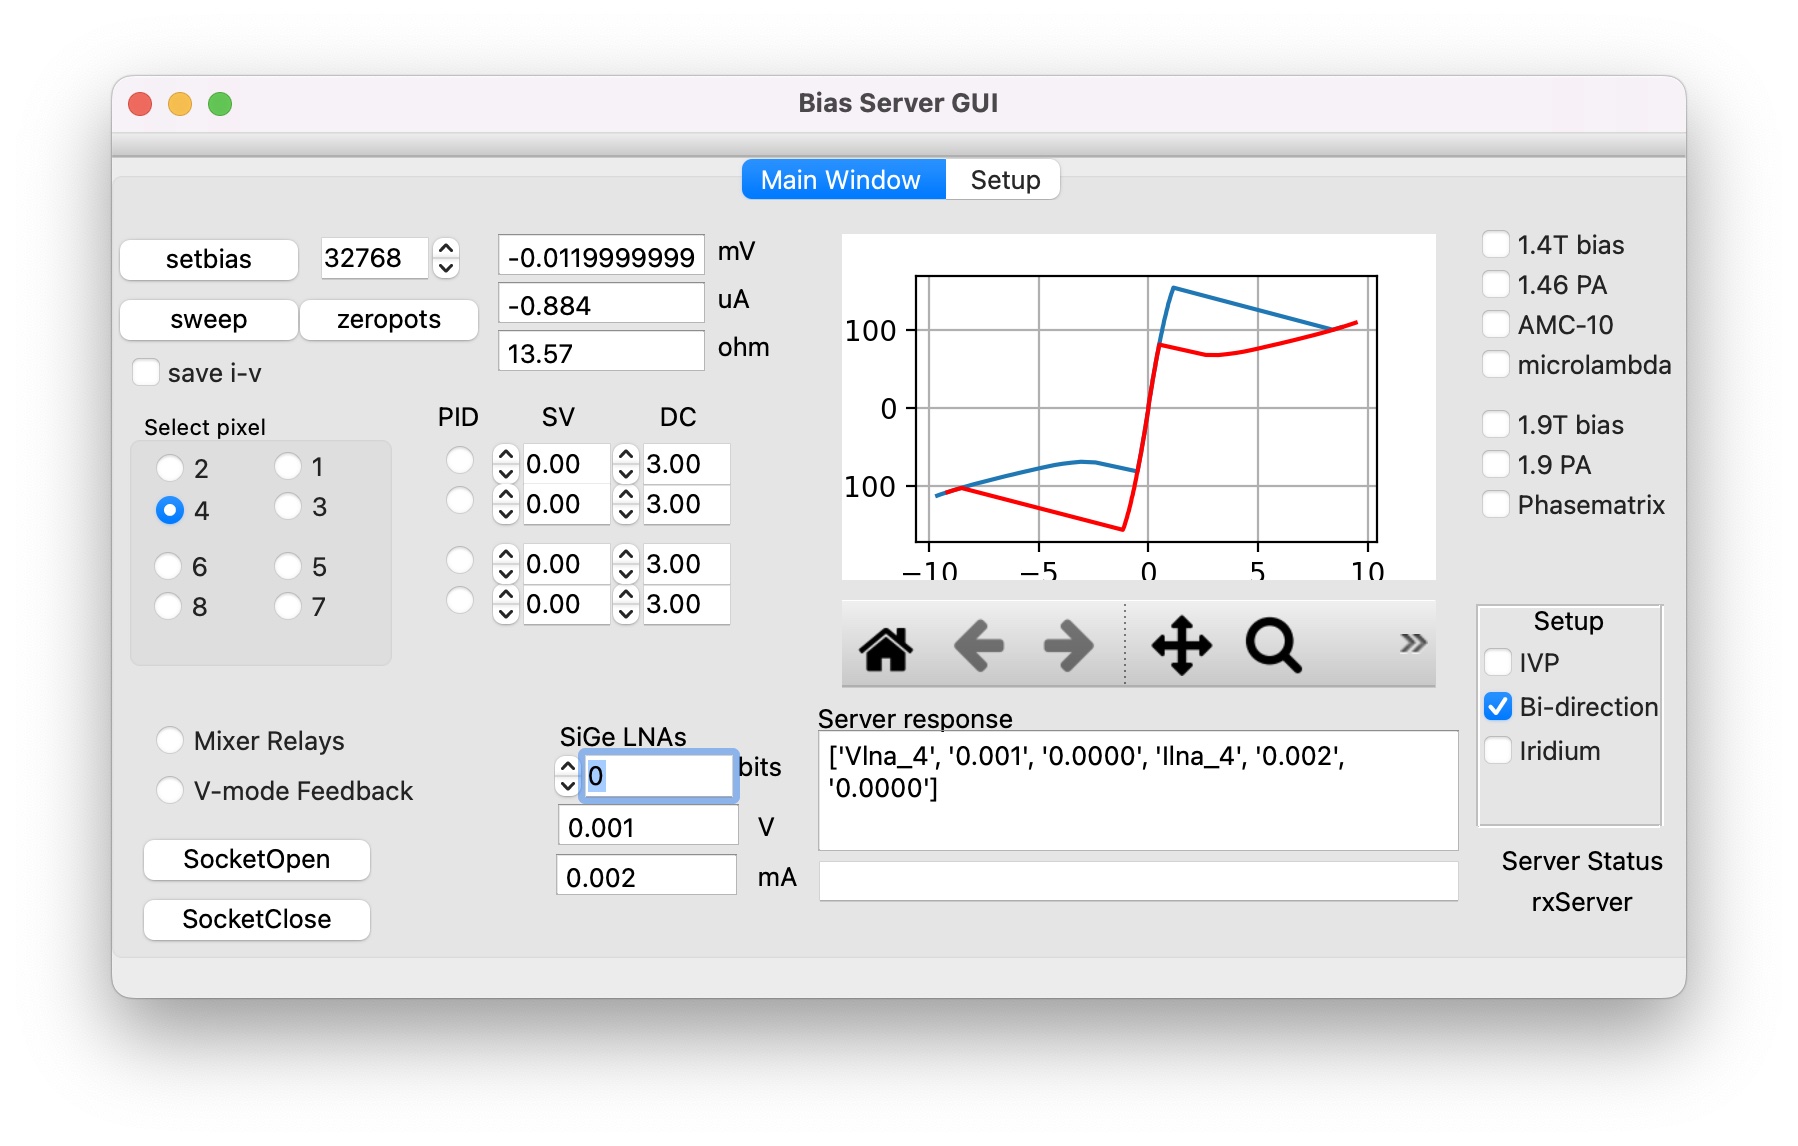 Bias Server GUI
Main Window Setup
setbias 32768 -0.0119999999 mV
sweep zeropots -0.884 uA
13.57 ohm
save i-v
Select pixel
2 1
4 3
6 5
8 7
PID SV DC
0.00 3.00
0.00 3.00
0.00 3.00
0.00 3.00
100
0
100
−10 −5 0 5 10
1.4T bias
1.46 PA
AMC-10
microlambda
1.9T bias
1.9 PA
Phasematrix
Setup
IVP
Bi-direction
Iridium
Mixer Relays
V-mode Feedback
SocketOpen
SocketClose
SiGe LNAs
0 bits
0.001 V
0.002 mA
Server response
['Vlna_4', '0.001', '0.0000', 'Ilna_4', '0.002',
'0.0000']
Server Status
rxServer